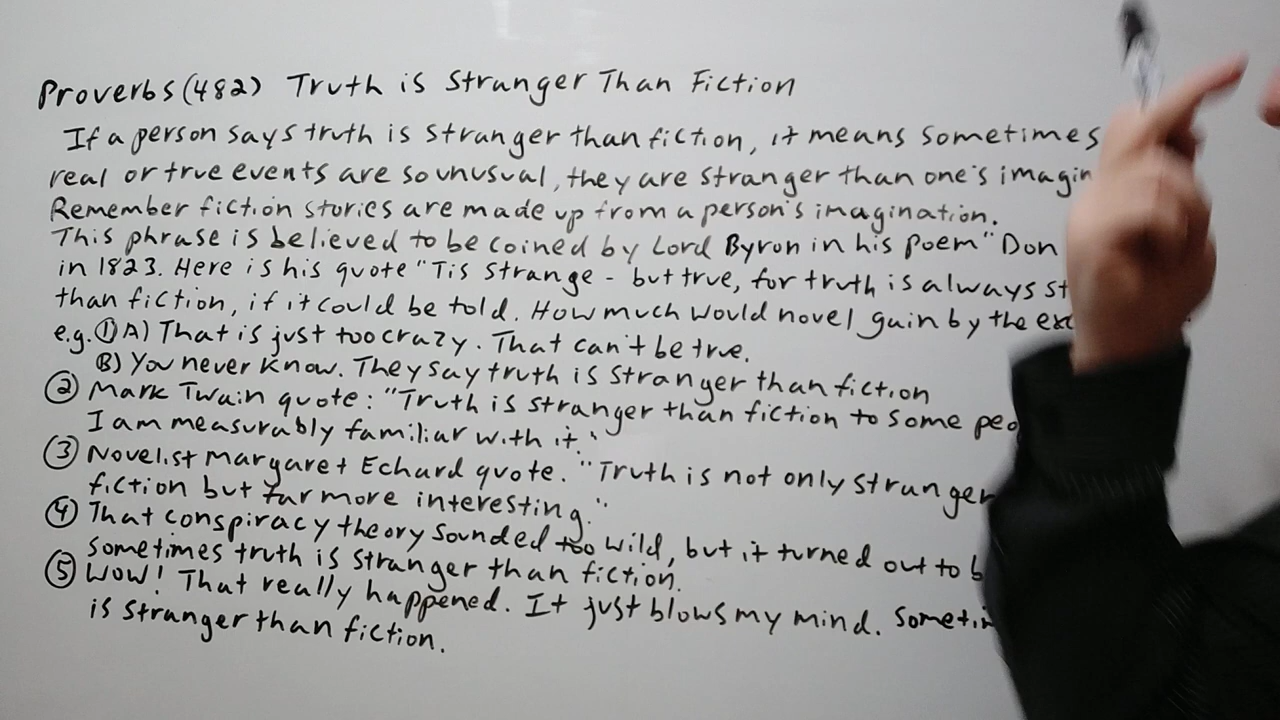 Proverbs (482) Truth is Stranger Than Fiction
If a person says truth is stranger than fiction, it means sometimes
real or true events are so unusual, they are stranger than one's imagin
Remember fiction stories are made up from a person's imagination.
This phrase is believed to be coined by Lord Byron in his poem "Don
in 1823. Here is his quote "Tis strange - but true, for truth is always st
than fiction, if it could be told. How much would novel gain by the exc
e.g. ① A) That is just too crazy. That can't be true.
B) You never know. They say truth is stranger than fiction
② Mark Twain quote: "Truth is stranger than fiction to some peo
I am measurably familiar with it."
③ Novelist Margaret Echard quote. "Truth is not only stranger
fiction but far more interesting."
④ That conspiracy theory sounded too wild, but it turned out to b
sometimes truth is stranger than fiction.
⑤ Wow! That really happened. It just blows my mind. Sometim
is stranger than fiction.